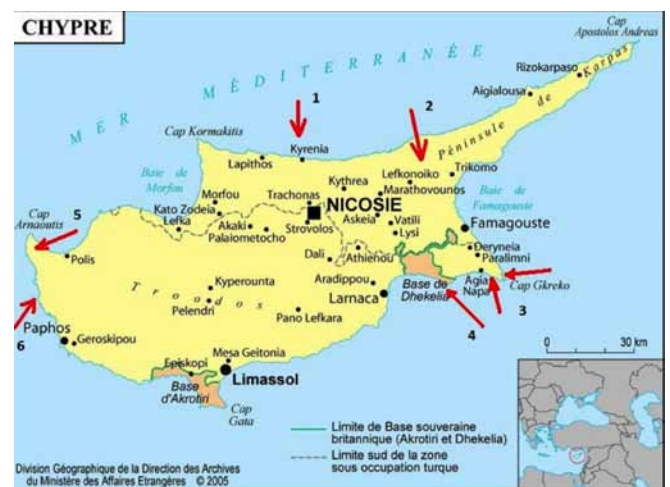 CHYPRE
Cap
Apostolos Andreas
MER MÉDITERRANÉE
Rizokarpaso
Aigialousa
Péninsule de Karpas
1
2
Cap Kormakitis
Kyrenia
Lapithos
Lefkonoiko
Trikomo
Baie de
Morfou
Kythrea
Marathovounos
Baie de
Famagouste
Morfou
Trachonas
Kato Zodeia
NICOSIE
Lefka
Akaki
Strovolos
Askeia
Vatili
Famagouste
Palaiometocho
Lysi
5
Cap
Arnaoutis
Polis
Dali
Athienou
Deryneia
Paralimni
Kyperounta
Aradippou
Base de
Dhekelia
Agia
Napa
Cap Gkreko
Troodos
Larnaca
Pelendri
Pano Lefkara
3
4
Paphos
6
Geroskipou
Mesa Geitonia
Episkopi
Limassol
Base
d'Akrotiri
Cap
Gata
0 30 km
Limite de Base souveraine
britannique (Akrotiri et Dhekelia)
Limite sud de la zone
sous occupation turque
Division Géographique de la Direction des Archives
du Ministère des Affaires Etrangères © 2005